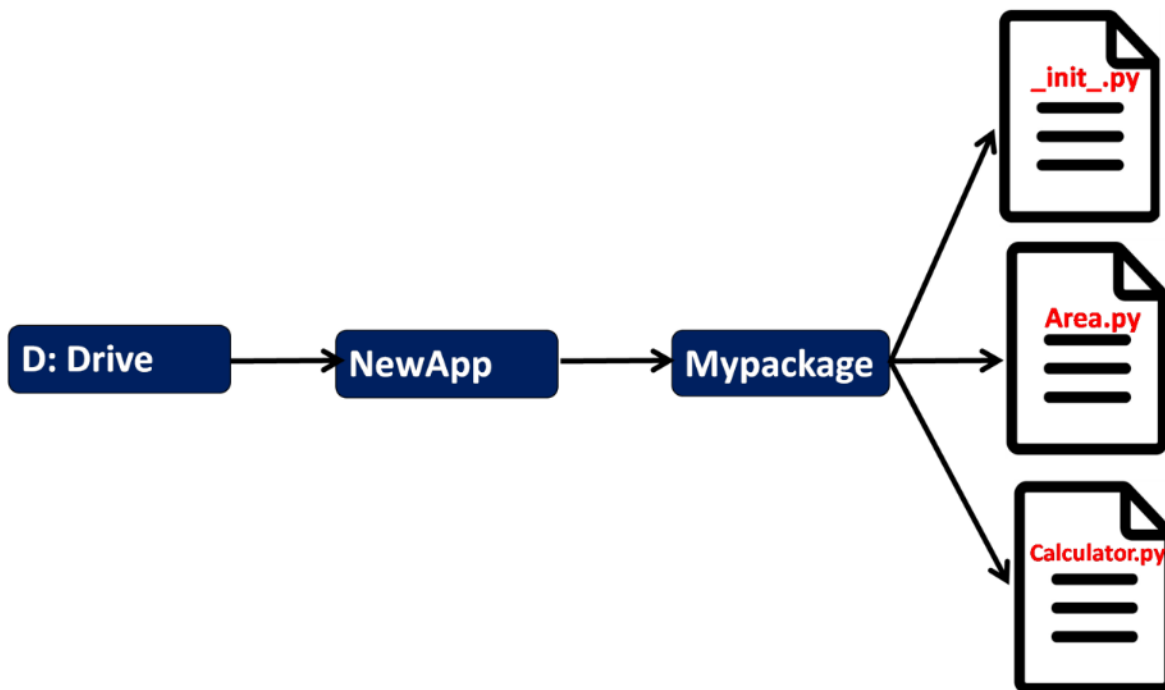 _init_.py
Area.py
D: Drive
NewApp
Mypackage
Calculator.py